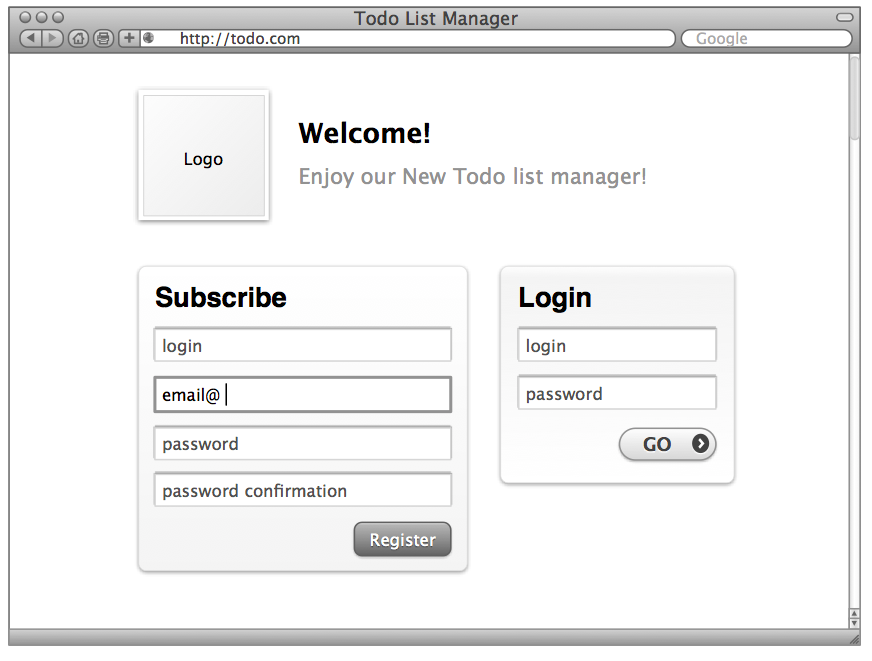 Todo List Manager
http://todo.com
Google
Logo
Welcome!
Enjoy our New Todo list manager!
Subscribe
login
email@
password
password confirmation
Register
Login
login
password
GO